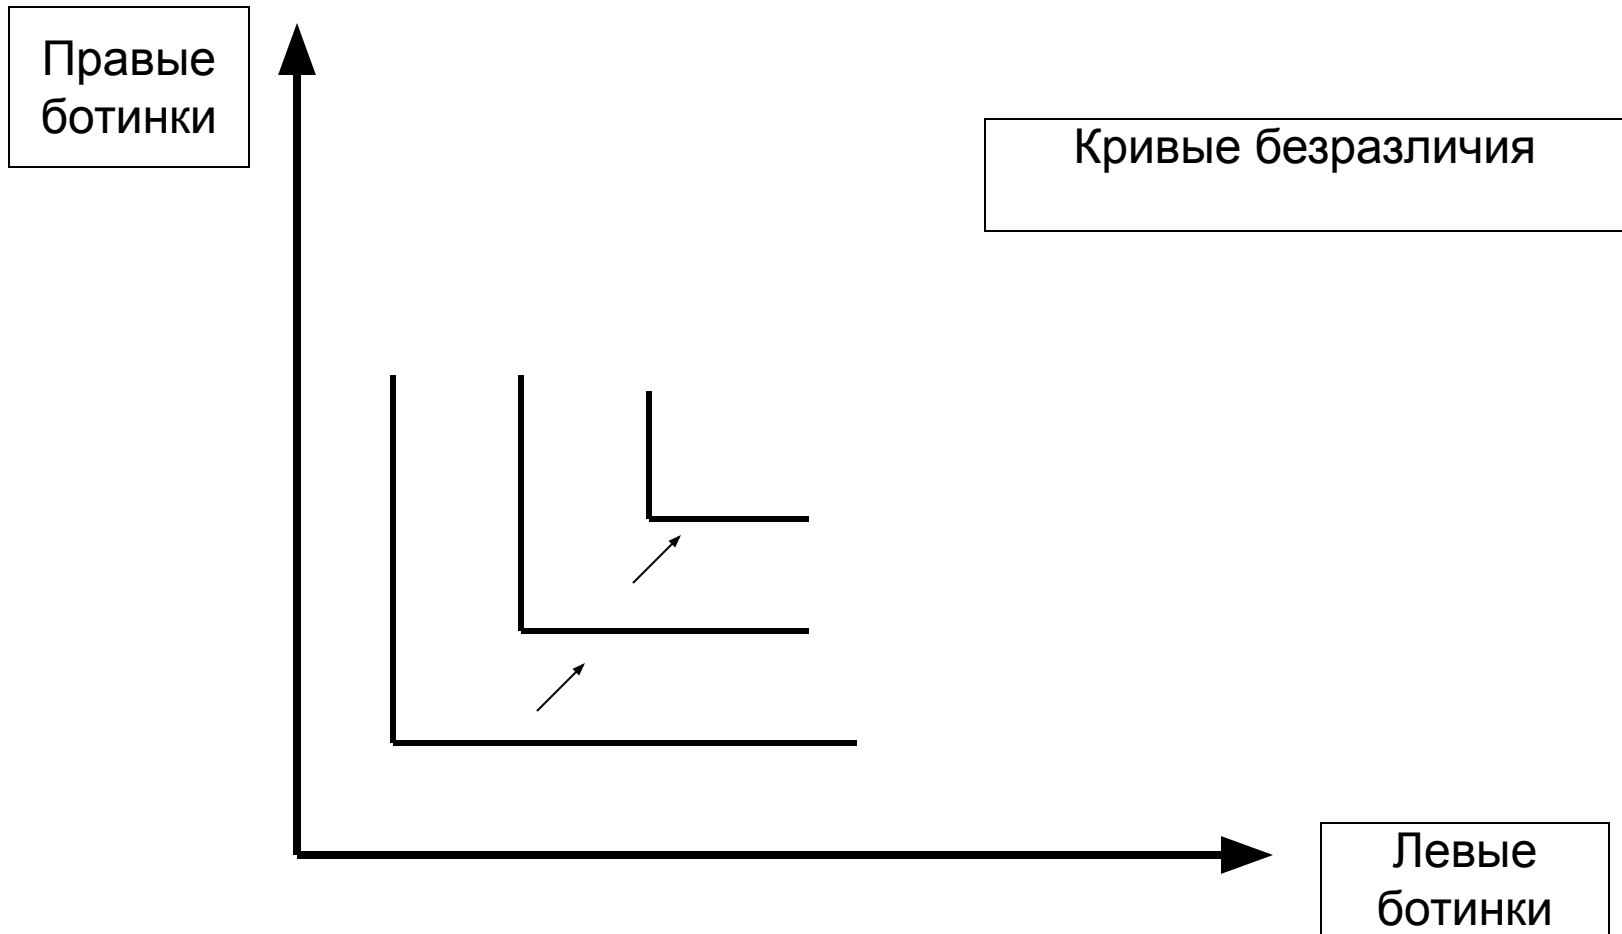 Правые
ботинки
Кривые безразличия
Левые
ботинки